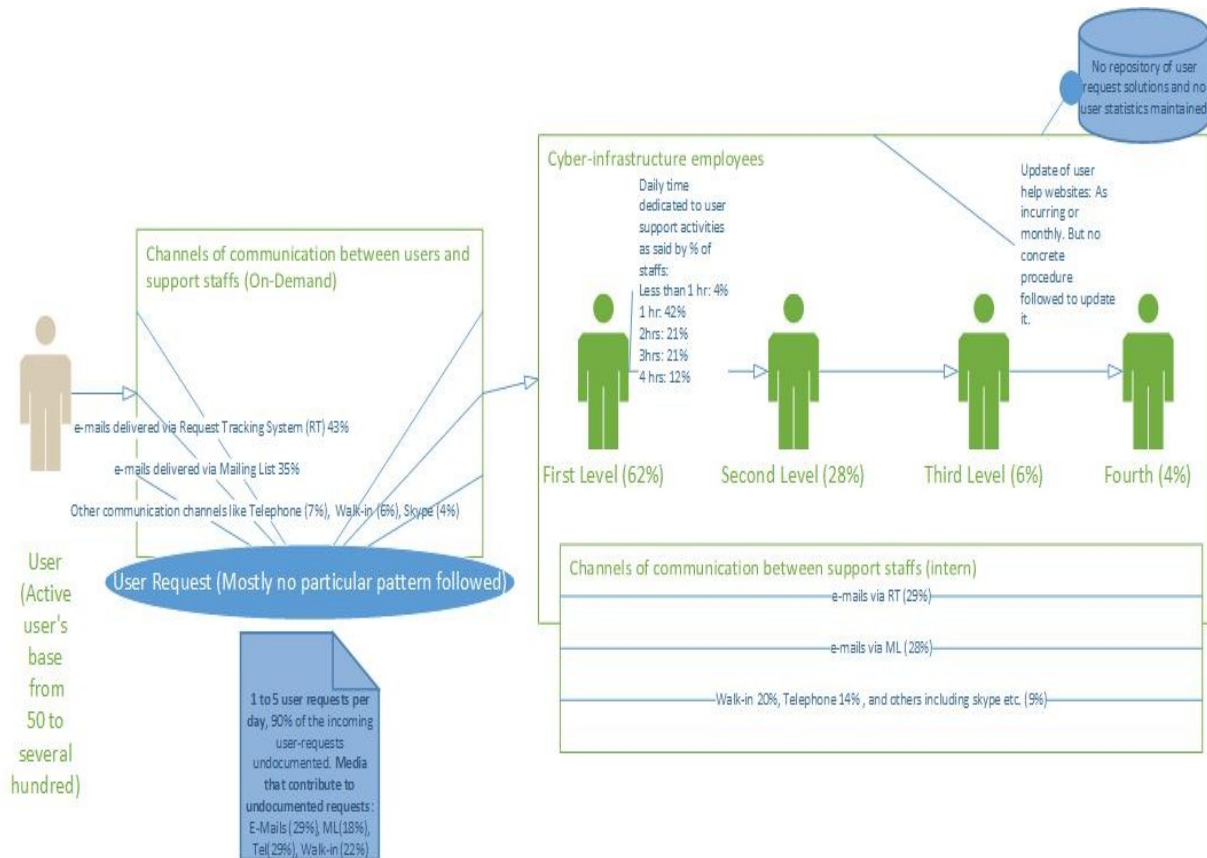 No repository of user
request solutions and no
user statistics maintained
Cyber-infrastructure employees
Daily time
dedicated to user
support activities
as said by % of
staffs:
Less than 1 hr: 4%
1 hr: 42%
2hrs: 21%
3hrs: 21%
4 hrs: 12%
Update of user
help websites: As
incurring or
monthly. But no
concrete
procedure
followed to update
it.
Channels of communication between users and
support staffs (On-Demand)
e-mails delivered via Request Tracking System (RT) 43%
e-mails delivered via Mailing List 35%
Other communication channels like Telephone (7%), Walk-in (6%), Skype (4%)
First Level (62%)
Second Level (28%)
Third Level (6%)
Fourth (4%)
User
(Active
user's
base
from
50 to
several
hundred)
User Request (Mostly no particular pattern followed)
Channels of communication between support staffs (intern)
e-mails via RT (29%)
e-mails via ML (28%)
Walk-in 20%, Telephone 14% , and others including skype etc. (9%)
1 to 5 user requests per
day, 90% of the incoming
user-requests
undocumented. Media
that contribute to
undocumented requests :
E-Mails (29%), ML(18%),
Tel(29%), Walk-in (22%)